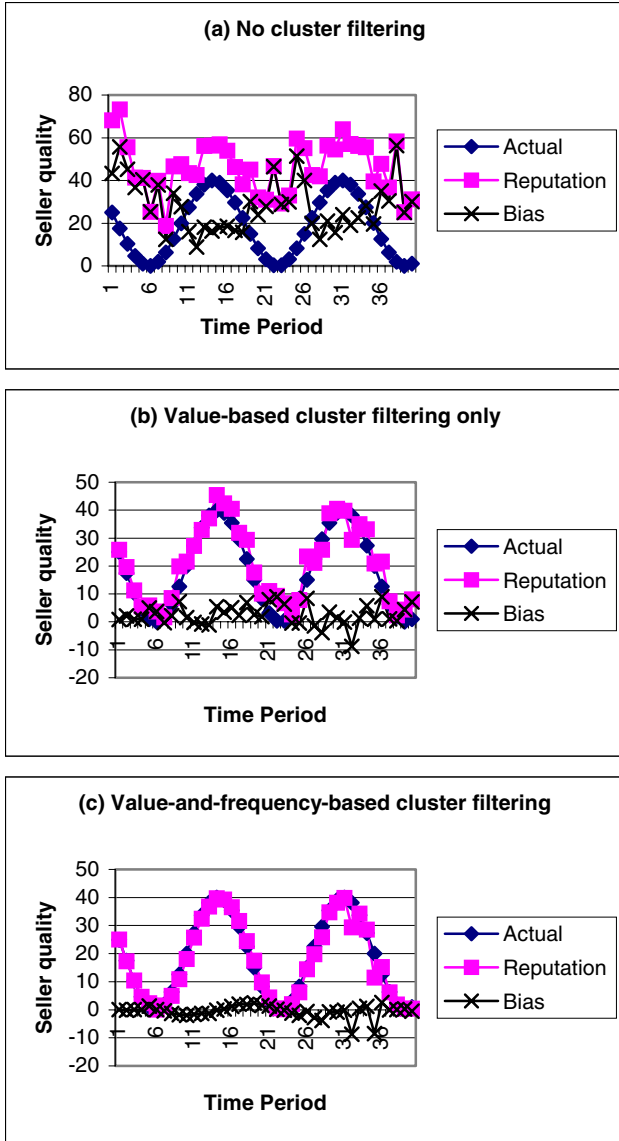 (a) No cluster filtering
80
60
40
20
0
Seller quality
1 6 11 16 21 26 31 36
Time Period
Actual
Reputation
Bias
(b) Value-based cluster filtering only
50
40
30
20
10
0
-10
-20
Seller quality
1 6 11 16 21 26 31 36
Time Period
Actual
Reputation
Bias
(c) Value-and-frequency-based cluster filtering
50
40
30
20
10
0
-10
-20
Seller quality
1 6 11 16 21 26 31 36
Time Period
Actual
Reputation
Bias